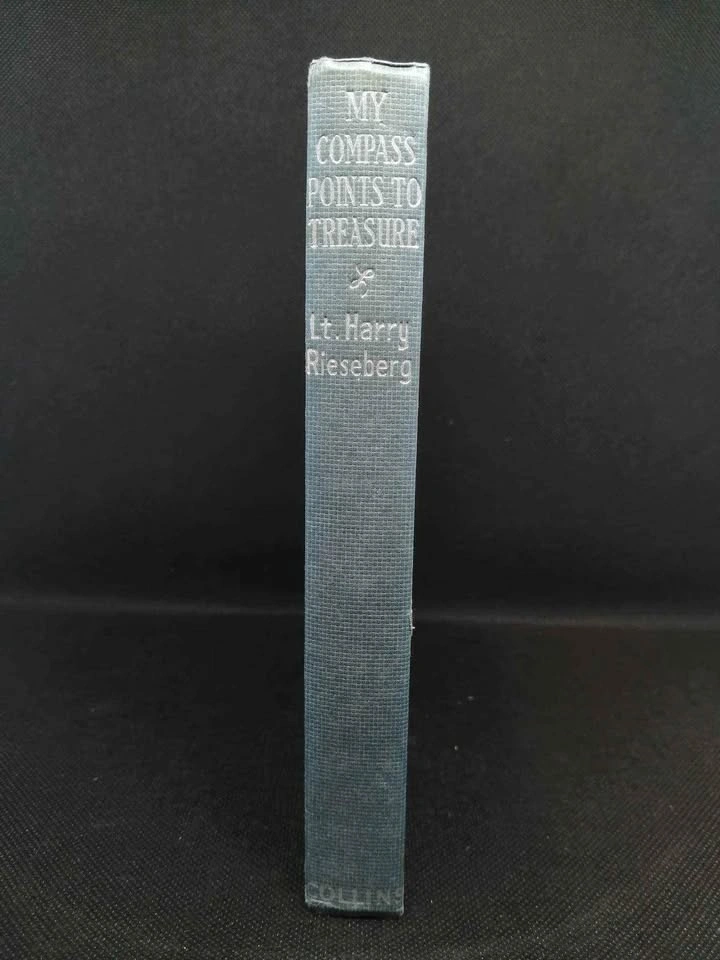 MY
COMPASS
POINTS TO
TREASURE
Lt. Harry
Rieseberg
COLLINS